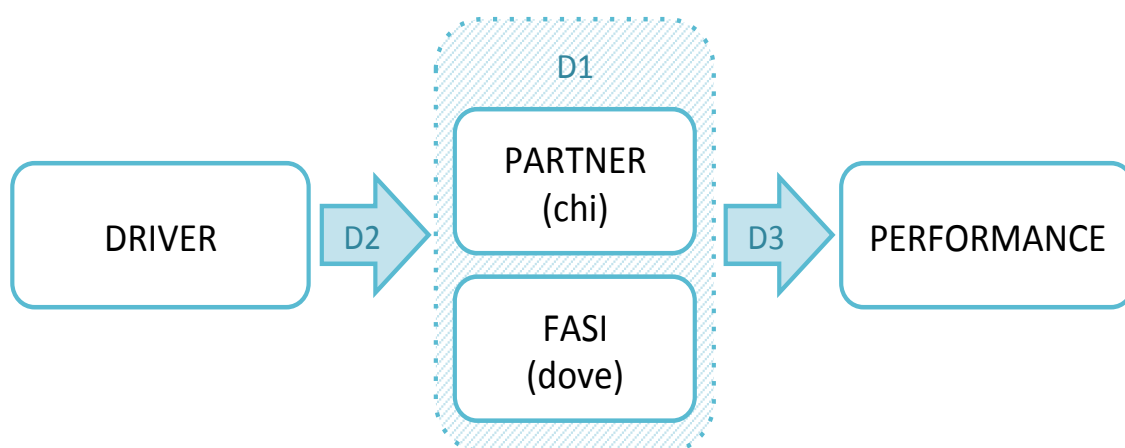 D1
DRIVER
D2
PARTNER
(chi)
FASI
(dove)
D3
PERFORMANCE